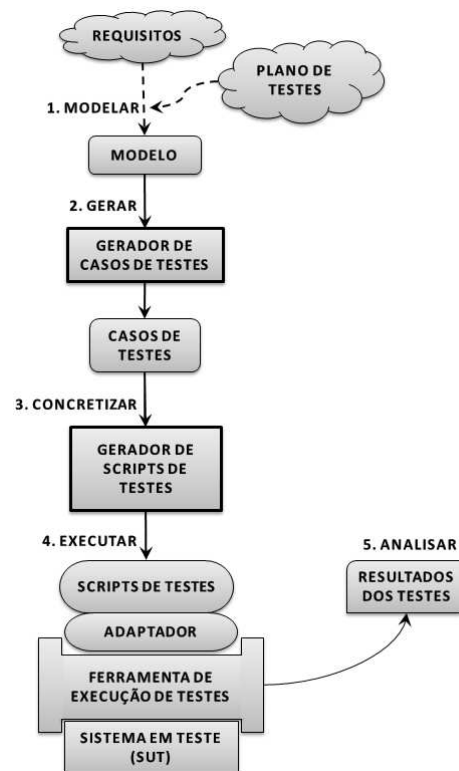 REQUISITOS
PLANO DE
TESTES
1. MODELAR
MODELO
2. GERAR
GERADOR DE
CASOS DE TESTES
CASOS DE
TESTES
3. CONCRETIZAR
GERADOR DE
SCRIPTS DE
TESTES
4. EXECUTAR
5. ANALISAR
SCRIPTS DE TESTES
RESULTADOS
DOS TESTES
ADAPTADOR
FERRAMENTA DE
EXECUÇÃO DE TESTES
SISTEMA EM TESTE
(SUT)